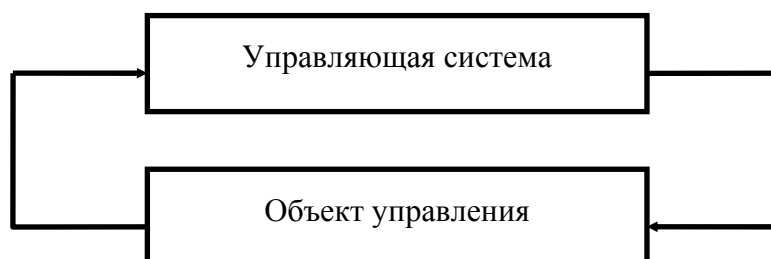 Управляющая система
Объект управления